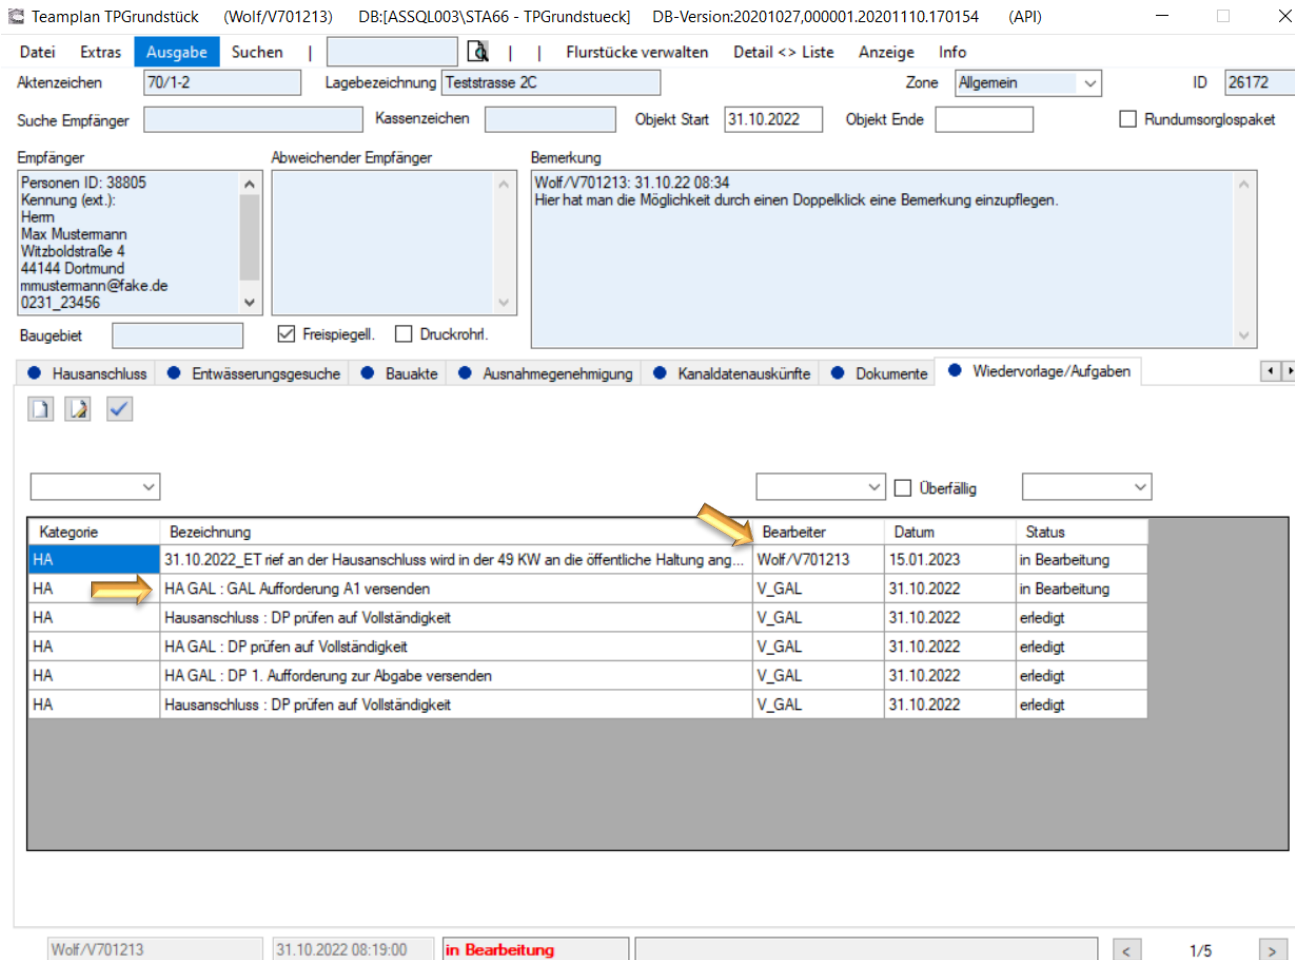 Teamplan TPGrundstück (Wolf/V701213) DB:[ASSQL003\STA66 - TPGrundstueck] DB-Version:20201027,000001.20201110.170154 (API)
Datei Extras Ausgabe Suchen | | | Flurstücke verwalten Detail <> Liste Anzeige Info
Aktenzeichen 70/1-2 Lagebezeichnung Teststrasse 2C Zone Allgemein ID 26172
Suche Empfänger Kassenzeichen Objekt Start 31.10.2022 Objekt Ende Rundumsorglospaket
Empfänger Abweichender Empfänger Bemerkung
Personen ID: 38805
Kennung (ext.):
Herrn
Max Mustermann
Witzboldstraße 4
44144 Dortmund
mmustermann@fake.de
0231_23456
Wolf/V701213: 31.10.22 08:34
Hier hat man die Möglichkeit durch einen Doppelklick eine Bemerkung einzupflegen.
Baugebiet Freispiegell. Druckrohrl.
Hausanschluss Entwässerungsgesuche Bauakte Ausnahmegenehmigung Kanaldatenauskünfte Dokumente Wiedervorlage/Aufgaben
Überfällig
Kategorie Bezeichnung Bearbeiter Datum Status
HA 31.10.2022_ET rief an der Hausanschluss wird in der 49 KW an die öffentliche Haltung ang... Wolf/V701213 15.01.2023 in Bearbeitung
HA HA GAL : GAL Aufforderung A1 versenden V_GAL 31.10.2022 in Bearbeitung
HA Hausanschluss : DP prüfen auf Vollständigkeit V_GAL 31.10.2022 erledigt
HA HA GAL : DP prüfen auf Vollständigkeit V_GAL 31.10.2022 erledigt
HA HA GAL : DP 1. Aufforderung zur Abgabe versenden V_GAL 31.10.2022 erledigt
HA Hausanschluss : DP prüfen auf Vollständigkeit V_GAL 31.10.2022 erledigt
Wolf/V701213 31.10.2022 08:19:00 in Bearbeitung < 1/5 >